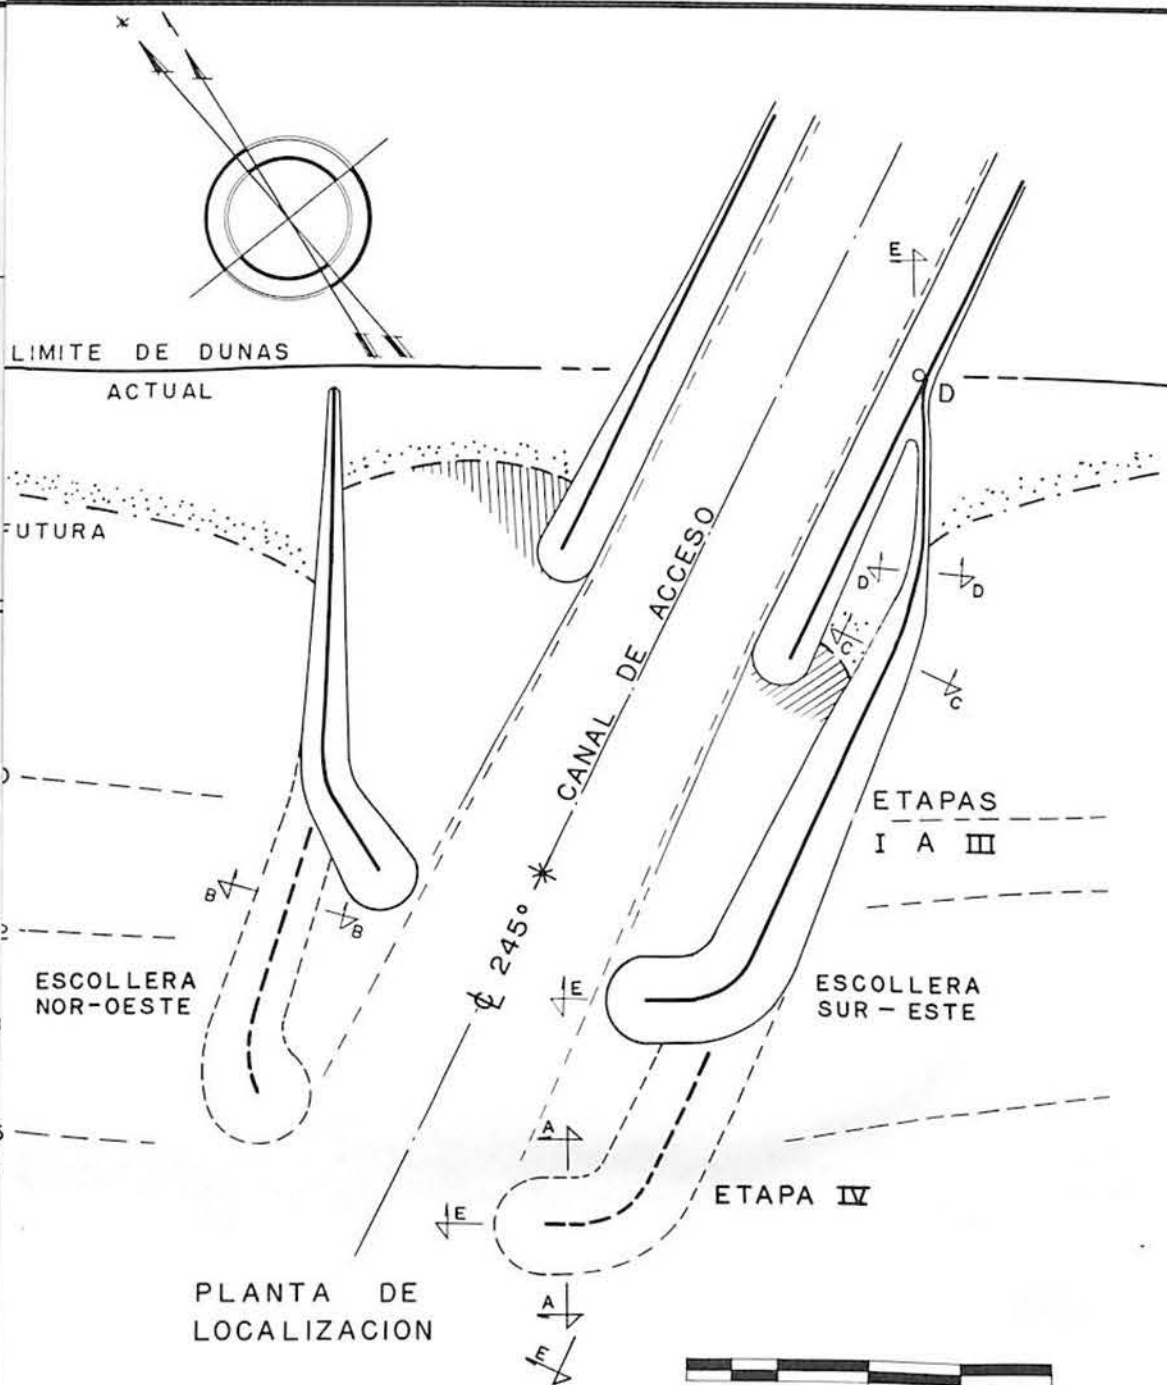 LIMITE DE DUNAS
ACTUAL
FUTURA
E
D
D
D
C
C
CANAL DE ACCESO
℄ 245°
ETAPAS
I A III
B
B
ESCOLLERA
NOR-OESTE
E
ESCOLLERA
SUR-ESTE
A
ETAPA IV
E
PLANTA DE
LOCALIZACION
A
E